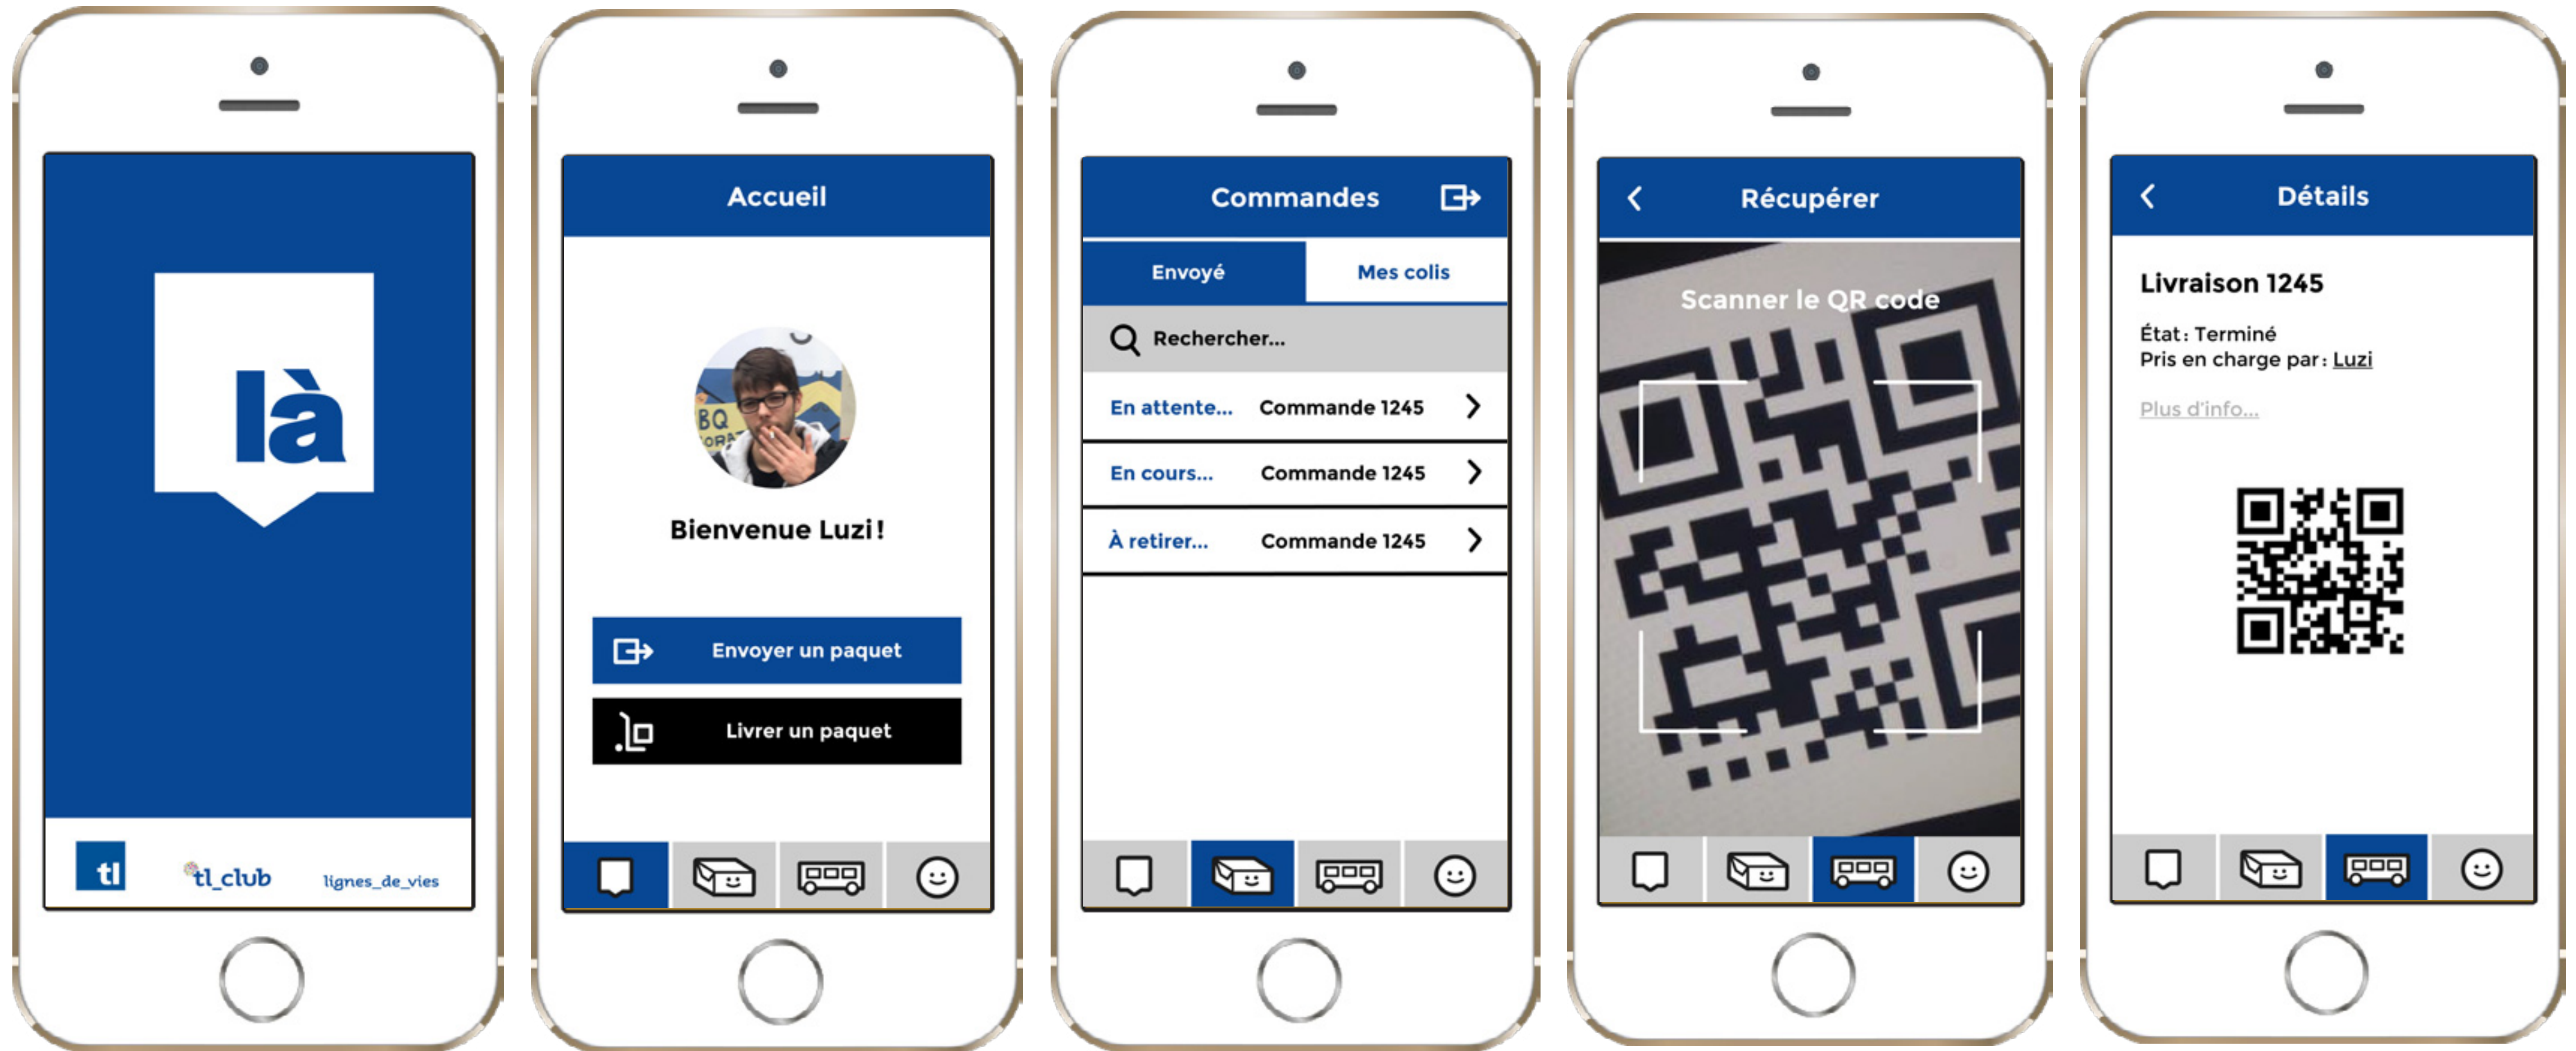 là
tl
tl_club
lignes_de_vies
Accueil
BQ
Bienvenue Luzi!
Envoyer un paquet
Livrer un paquet
Commandes
Envoyé Mes colis
Rechercher...
En attente... Commande 1245
En cours... Commande 1245
À retirer... Commande 1245
Récupérer
Scanner le QR code
Détails
Livraison 1245
État: Terminé
Pris en charge par: Luzi
Plus d'info...